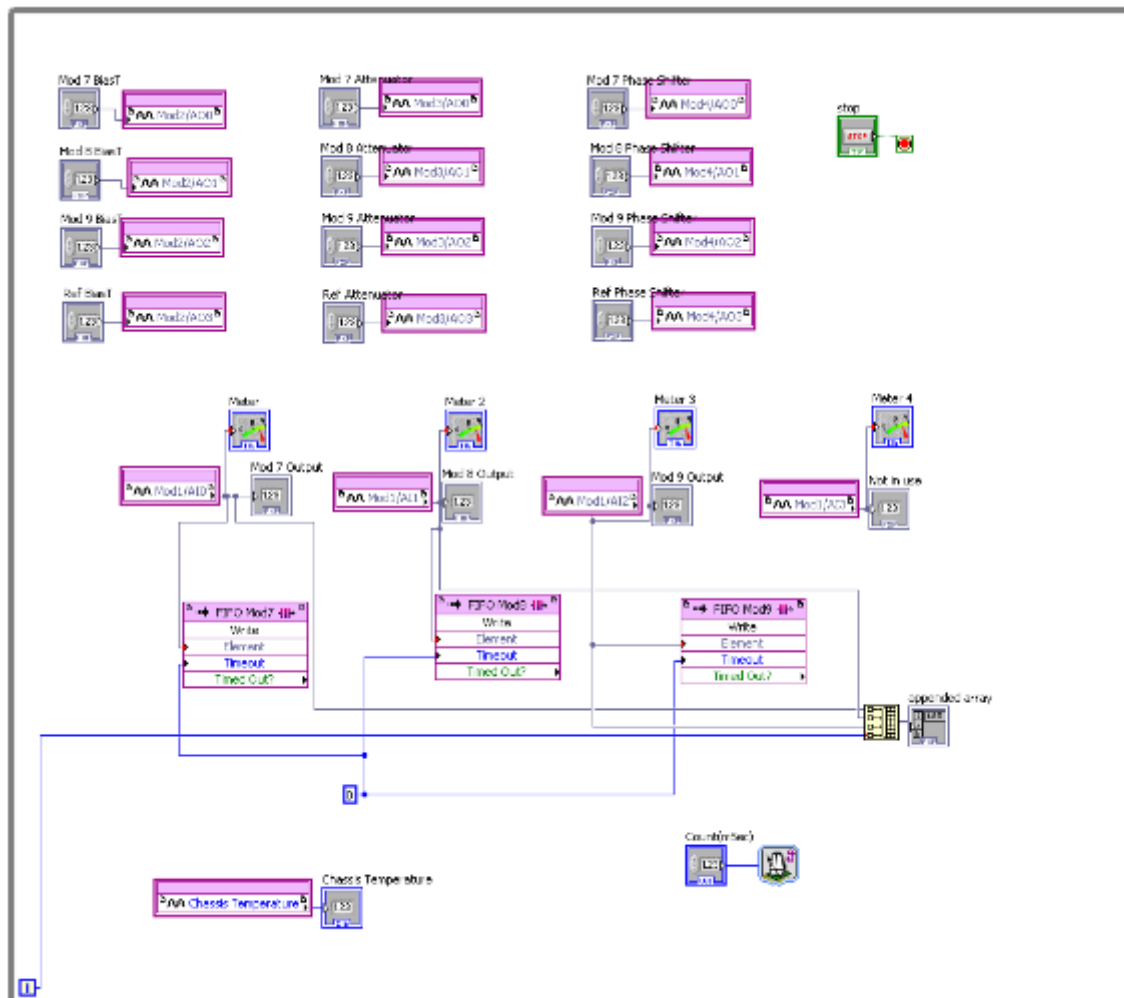 Mod 7 BiasT
Mod2/AO0
Mod 7 Attenuator
Mod3/AO0
Mod 7 Phase Shifter
Mod4/AO0
stop
STOP
Mod 8 BiasT
Mod2/AO1
Mod 8 Attenuator
Mod3/AO1
Mod 8 Phase Shifter
Mod4/AO1
Mod 9 BiasT
Mod2/AO2
Mod 9 Attenuator
Mod3/AO2
Mod 9 Phase Shifter
Mod4/AO2
Ref BiasT
Mod2/AO3
Ref Attenuator
Mod3/AO3
Ref Phase Shifter
Mod4/AO3
Meter
Meter 2
Meter 3
Meter 4
Mod1/AI0
Mod 7 Output
Mod1/AI1
Mod 8 Output
Mod1/AI2
Mod 9 Output
Mod1/AI3
Not in use
FIFO Mod7
Write
Element
Timeout
Timed Out?
FIFO Mod8
Write
Element
Timeout
Timed Out?
FIFO Mod9
Write
Element
Timeout
Timed Out?
appended array
0
Count(mSec)
Chassis Temperature
Chassis Temperature
i